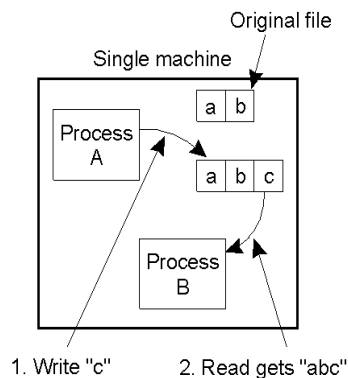 Original file
Single machine
a b
Process
A
a b c
Process
B
1. Write "c"
2. Read gets "abc"